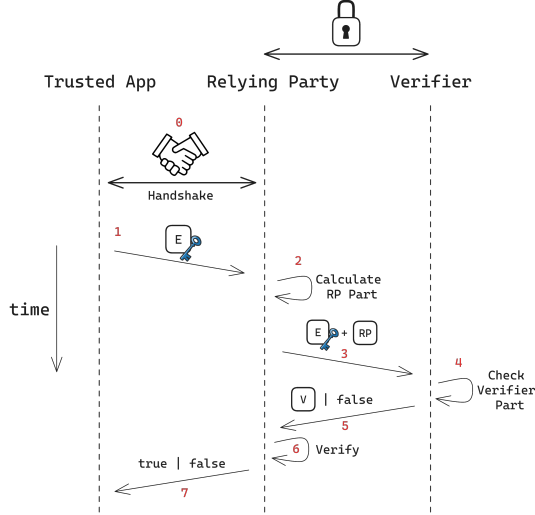 Trusted App
Relying Party
Verifier
0
Handshake
1
E
2
Calculate
RP Part
time
E + RP
3
4
Check
Verifier
Part
V | false
5
6 Verify
true | false
7